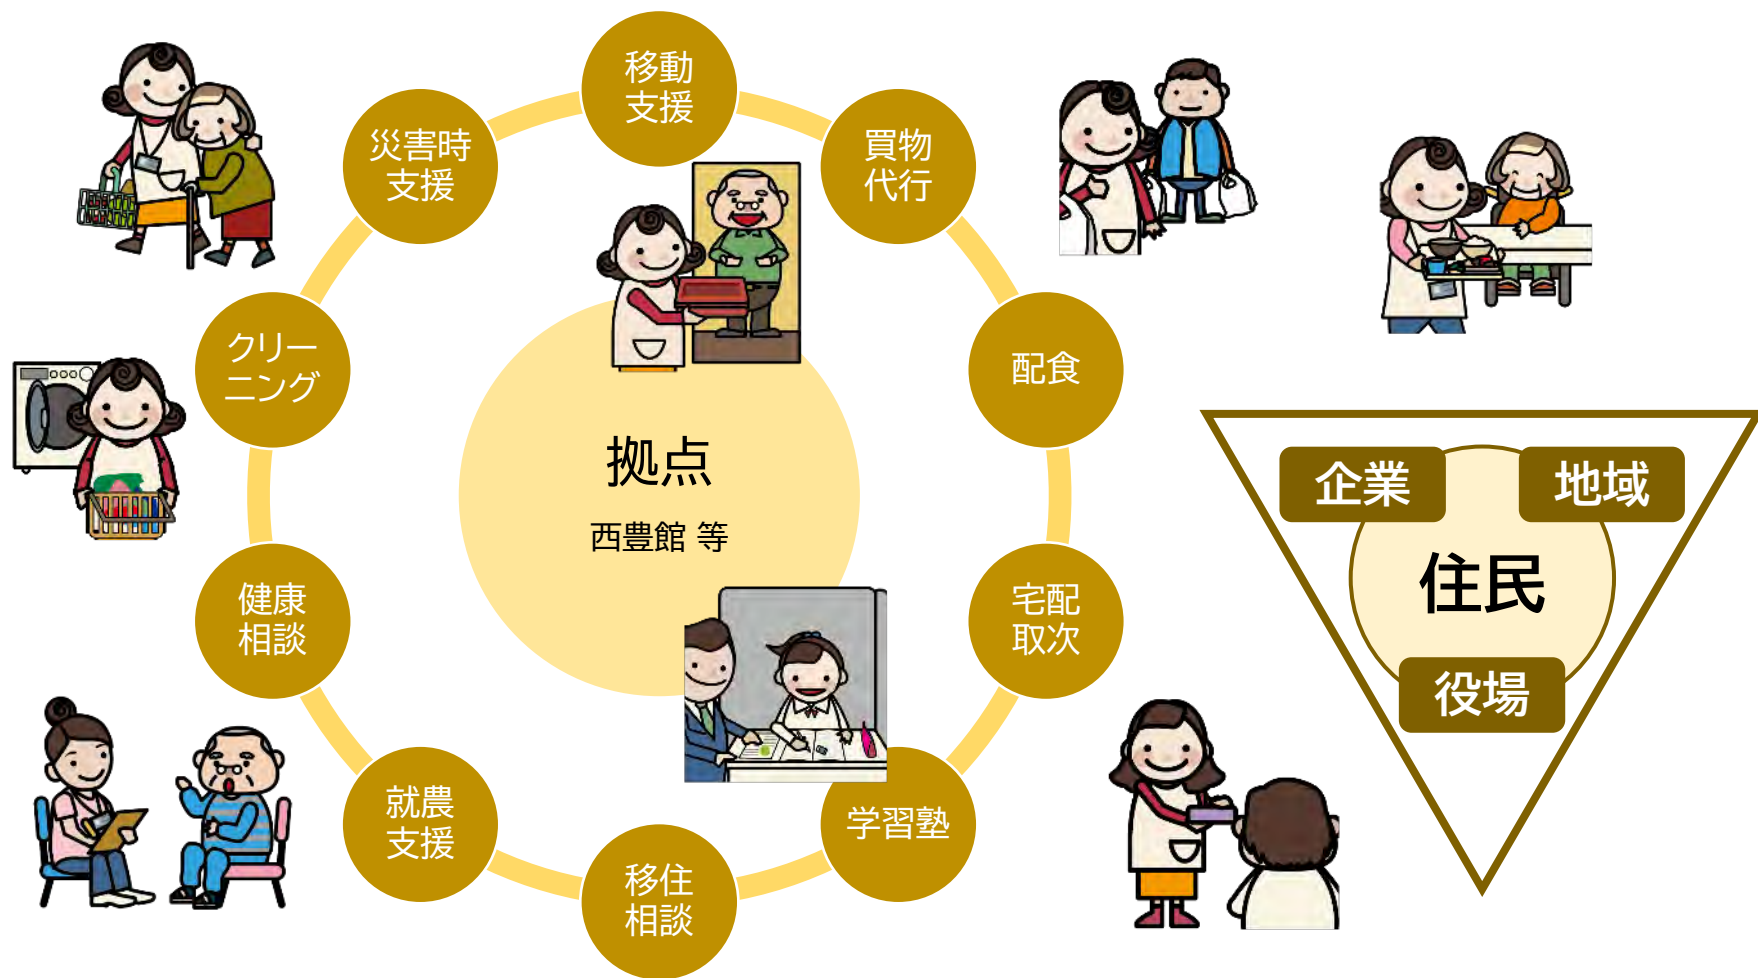 移動
支援
買物
代行
配食
宅配
取次
学習塾
移住
相談
就農
支援
健康
相談
クリー
ニング
災害時
支援
拠点
西豊館 等
企業
地域
住民
役場